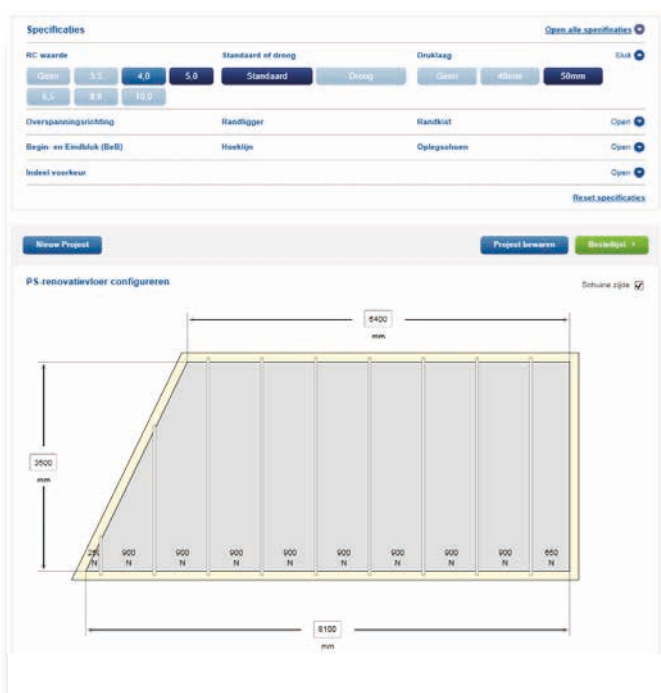 Specificaties Open alle specificaties
RC waarde Standaard of droog Druklaag Sluit
Geen 3,5 4,0 5,0 Standaard Droog Geen 40mm 50mm
6,5 8,0 10,0
Overspanningsrichting Randligger Randkist Open
Begin- en Eindblok (BeB) Hoeklijn Oplegschoen Open
Indeel voorkeur Open
Reset specificaties
Nieuw Project Project bewaren Bestellijst
PS-renovatievloer configureren Schuine zijde
6400
mm
3500
mm
900 900 900 900 900 900 900 900 650
N N N N N N N N N N
8100
mm